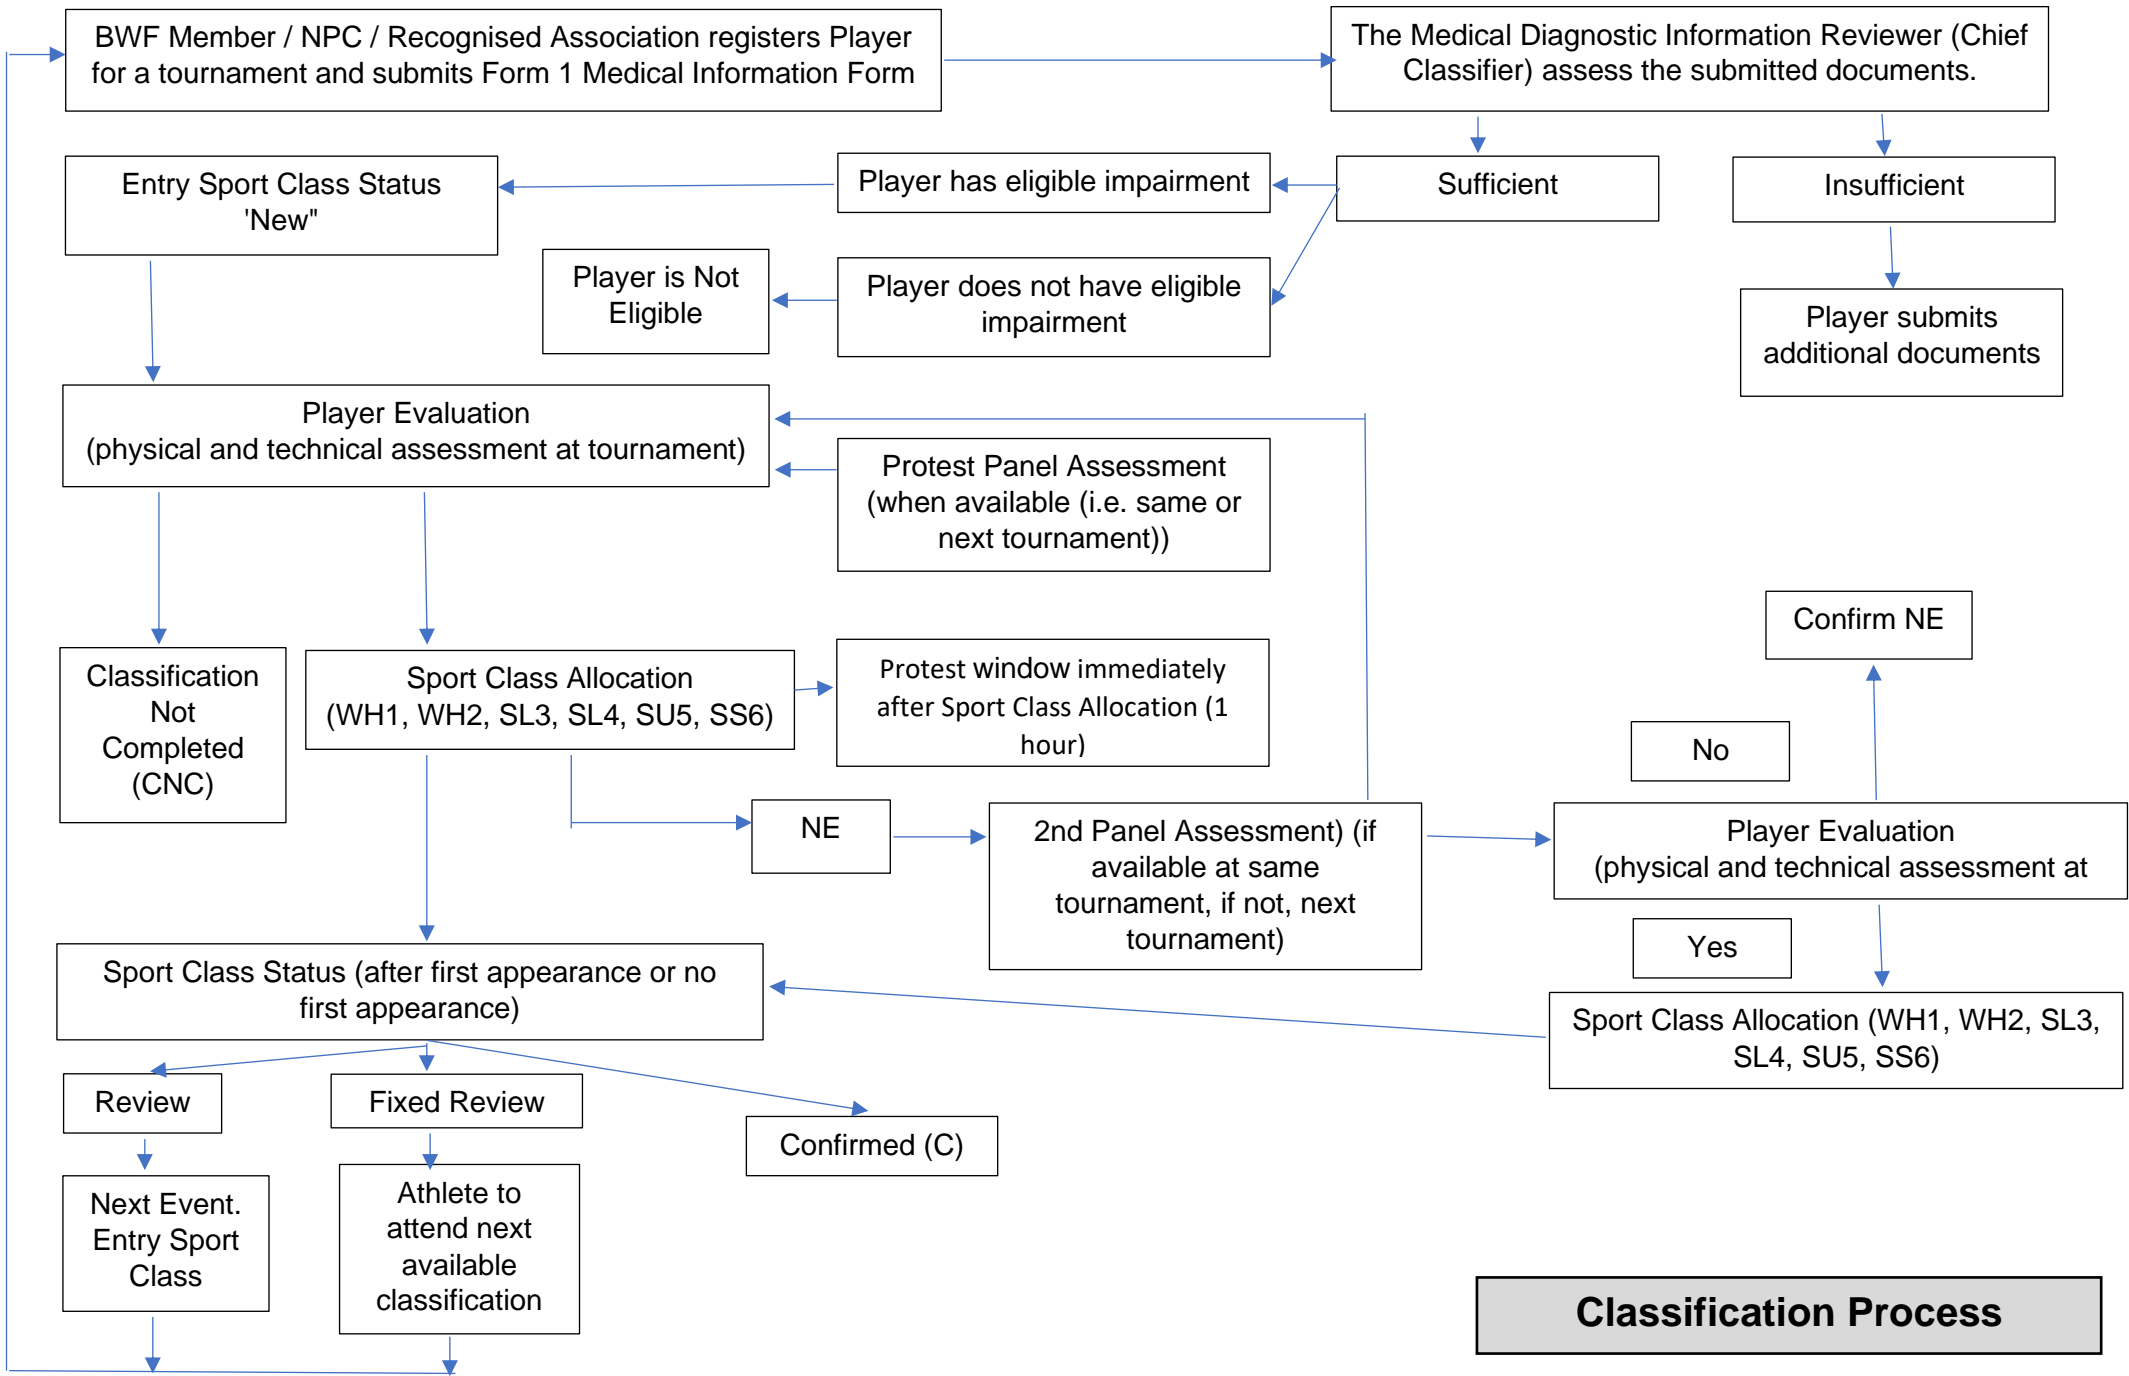 BWF Member / NPC / Recognised Association registers Player
for a tournament and submits Form 1 Medical Information Form
The Medical Diagnostic Information Reviewer (Chief
Classifier) assess the submitted documents.
Entry Sport Class Status
'New"
Player has eligible impairment
Sufficient
Insufficient
Player is Not
Eligible
Player does not have eligible
impairment
Player submits
additional documents
Player Evaluation
(physical and technical assessment at tournament)
Protest Panel Assessment
(when available (i.e. same or
next tournament))
Confirm NE
Classification
Not
Completed
(CNC)
Sport Class Allocation
(WH1, WH2, SL3, SL4, SU5, SS6)
Protest window immediately
after Sport Class Allocation (1
hour)
No
NE
2nd Panel Assessment) (if
available at same
tournament, if not, next
tournament)
Player Evaluation
(physical and technical assessment at
Yes
Sport Class Status (after first appearance or no
first appearance)
Sport Class Allocation (WH1, WH2, SL3,
SL4, SU5, SS6)
Review
Fixed Review
Confirmed (C)
Next Event.
Entry Sport
Class
Athlete to
attend next
available
classification
Classification Process